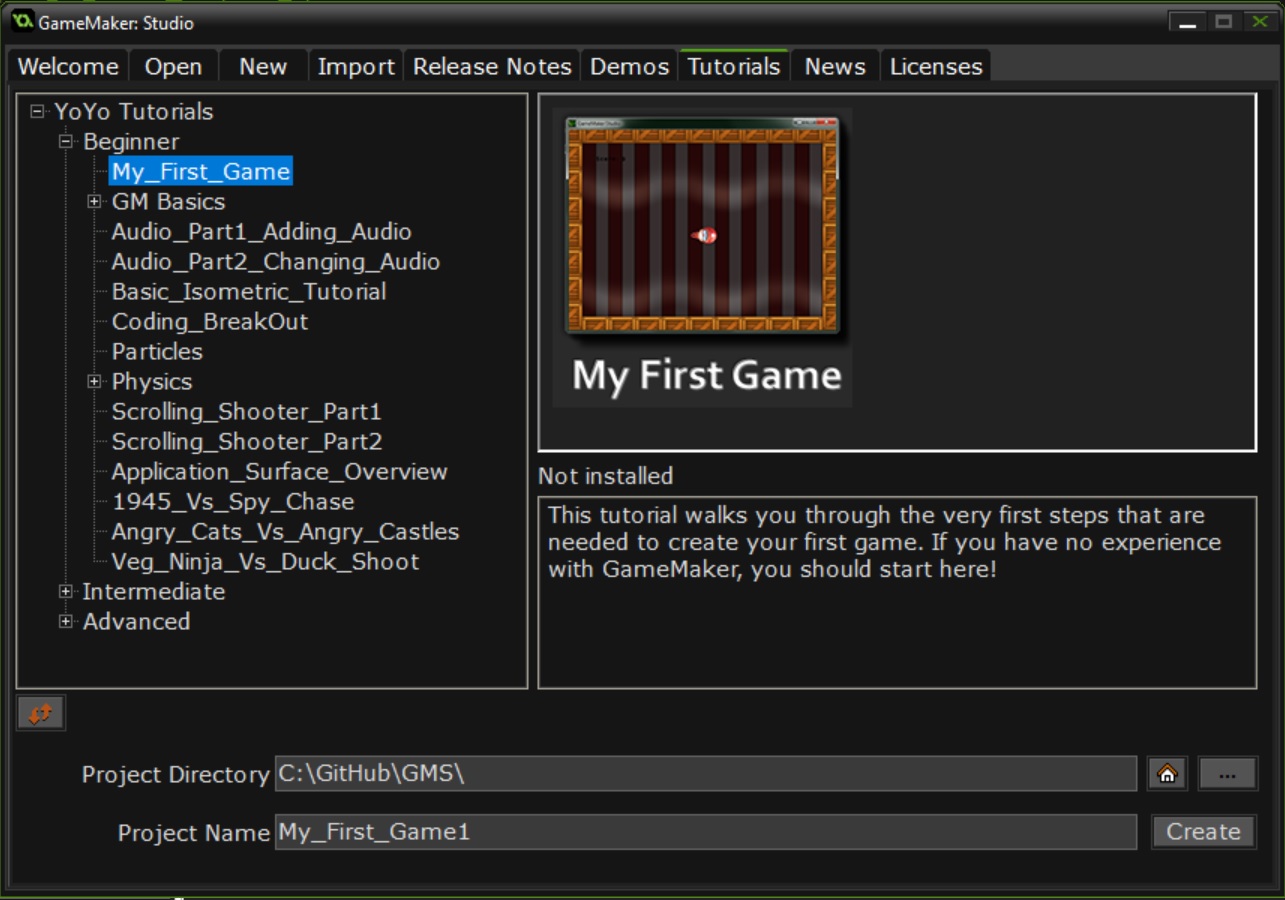 GameMaker: Studio
Welcome Open New Import Release Notes Demos Tutorials News Licenses
YoYo Tutorials
Beginner
My_First_Game
GM Basics
Audio_Part1_Adding_Audio
Audio_Part2_Changing_Audio
Basic_Isometric_Tutorial
Coding_BreakOut
Particles
Physics
Scrolling_Shooter_Part1
Scrolling_Shooter_Part2
Application_Surface_Overview
1945_Vs_Spy_Chase
Angry_Cats_Vs_Angry_Castles
Veg_Ninja_Vs_Duck_Shoot
Intermediate
Advanced
My First Game
Not installed
This tutorial walks you through the very first steps that are
needed to create your first game. If you have no experience
with GameMaker, you should start here!
Project Directory C:\GitHub\GMS\ ...
Project Name My_First_Game1 Create